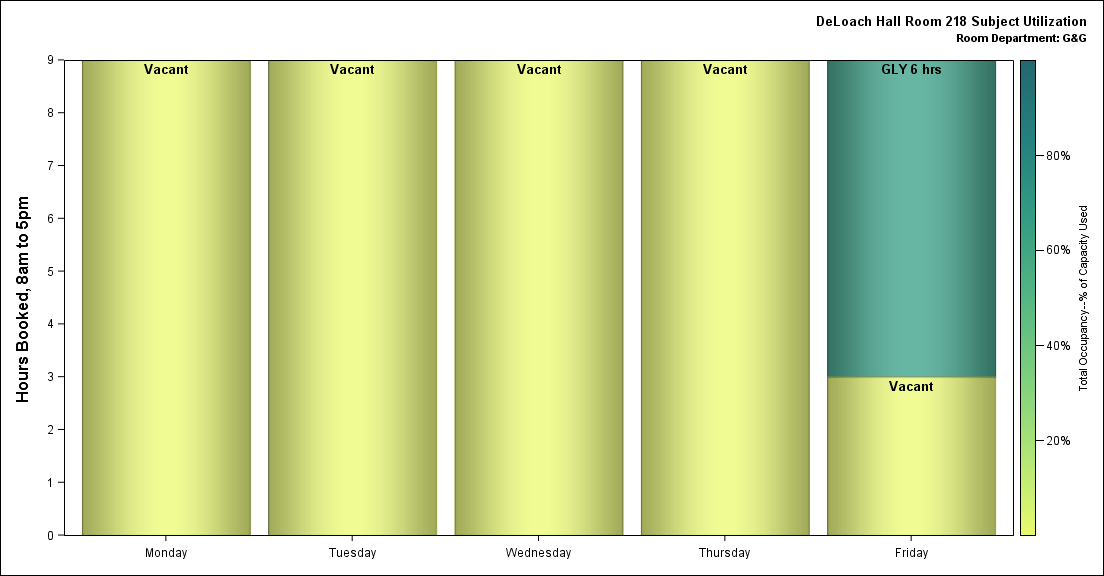 DeLoach Hall Room 218 Subject Utilization
Room Department: G&G
Hours Booked, 8am to 5pm
9
8
7
6
5
4
3
2
1
0
Vacant
Vacant
Vacant
Vacant
GLY 6 hrs
Vacant
Monday
Tuesday
Wednesday
Thursday
Friday
80%
60%
40%
20%
Total Occupancy--% of Capacity Used